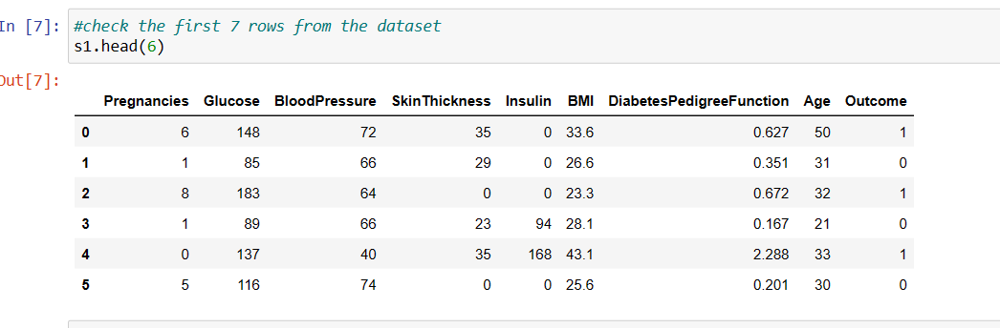 In [7]: #check the first 7 rows from the dataset
s1.head(6)
Out[7]:
Pregnancies Glucose BloodPressure SkinThickness Insulin BMI DiabetesPedigreeFunction Age Outcome
0 6 148 72 35 0 33.6 0.627 50 1
1 1 85 66 29 0 26.6 0.351 31 0
2 8 183 64 0 0 23.3 0.672 32 1
3 1 89 66 23 94 28.1 0.167 21 0
4 0 137 40 35 168 43.1 2.288 33 1
5 5 116 74 0 0 25.6 0.201 30 0